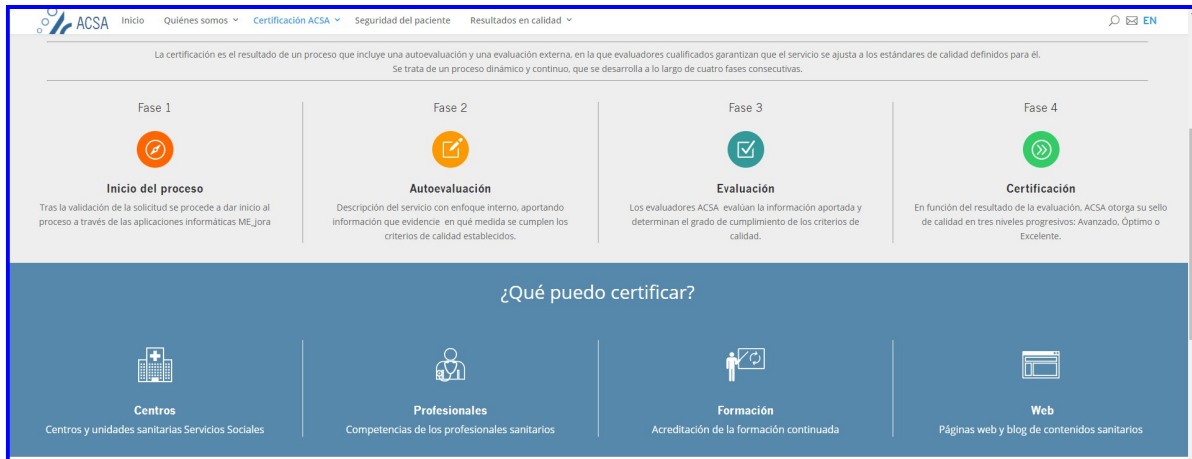 ACSA Inicio Quiénes somos Certificación ACSA Seguridad del paciente Resultados en calidad EN
La certificación es el resultado de un proceso que incluye una autoevaluación y una evaluación externa, en la que evaluadores cualificados garantizan que el servicio se ajusta a los estándares de calidad definidos para él.
Se trata de un proceso dinámico y continuo, que se desarrolla a lo largo de cuatro fases consecutivas.
Fase 1
Inicio del proceso
Tras la validación de la solicitud se procede a dar inicio al
proceso a través de las aplicaciones informáticas ME_jora
Fase 2
Autoevaluación
Descripción del servicio con enfoque interno, aportando
información que evidencie en qué medida se cumplen los
criterios de calidad establecidos.
Fase 3
Evaluación
Los evaluadores ACSA evalúan la información aportada y
determinan el grado de cumplimiento de los criterios de
calidad.
Fase 4
Certificación
En función del resultado de la evaluación, ACSA otorga su sello
de calidad en tres niveles progresivos: Avanzado, Óptimo o
Excelente.
¿Qué puedo certificar?
Centros
Centros y unidades sanitarias Servicios Sociales
Profesionales
Competencias de los profesionales sanitarios
Formación
Acreditación de la formación continuada
Web
Páginas web y blog de contenidos sanitarios